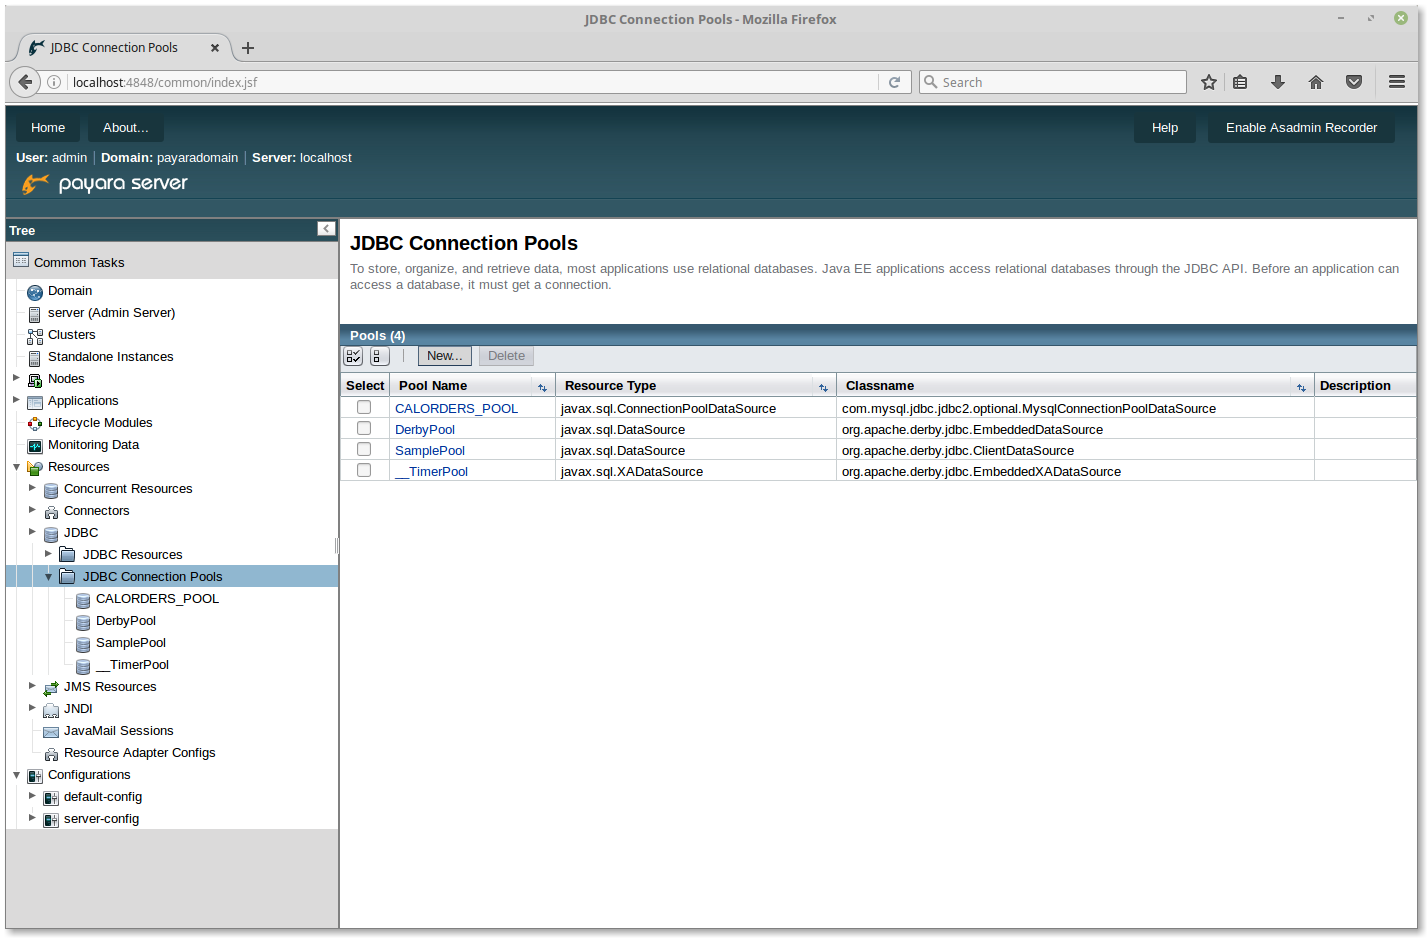 JDBC Connection Pools - Mozilla Firefox
JDBC Connection Pools
localhost:4848/common/index.jsf
Search
Home About...
Help Enable Asadmin Recorder
User: admin Domain: payaradomain Server: localhost
payara server
Tree
Common Tasks
Domain
server (Admin Server)
Clusters
Standalone Instances
Nodes
Applications
Lifecycle Modules
Monitoring Data
Resources
Concurrent Resources
Connectors
JDBC
JDBC Resources
JDBC Connection Pools
CALORDERS_POOL
DerbyPool
SamplePool
__TimerPool
JMS Resources
JNDI
JavaMail Sessions
Resource Adapter Configs
Configurations
default-config
server-config
JDBC Connection Pools
To store, organize, and retrieve data, most applications use relational databases. Java EE applications access relational databases through the JDBC API. Before an application can
access a database, it must get a connection.
Pools (4)
New... Delete
Select Pool Name Resource Type Classname Description
CALORDERS_POOL javax.sql.ConnectionPoolDataSource com.mysql.jdbc.jdbc2.optional.MysqlConnectionPoolDataSource
DerbyPool javax.sql.DataSource org.apache.derby.jdbc.EmbeddedDataSource
SamplePool javax.sql.DataSource org.apache.derby.jdbc.ClientDataSource
__TimerPool javax.sql.XADataSource org.apache.derby.jdbc.EmbeddedXADataSource